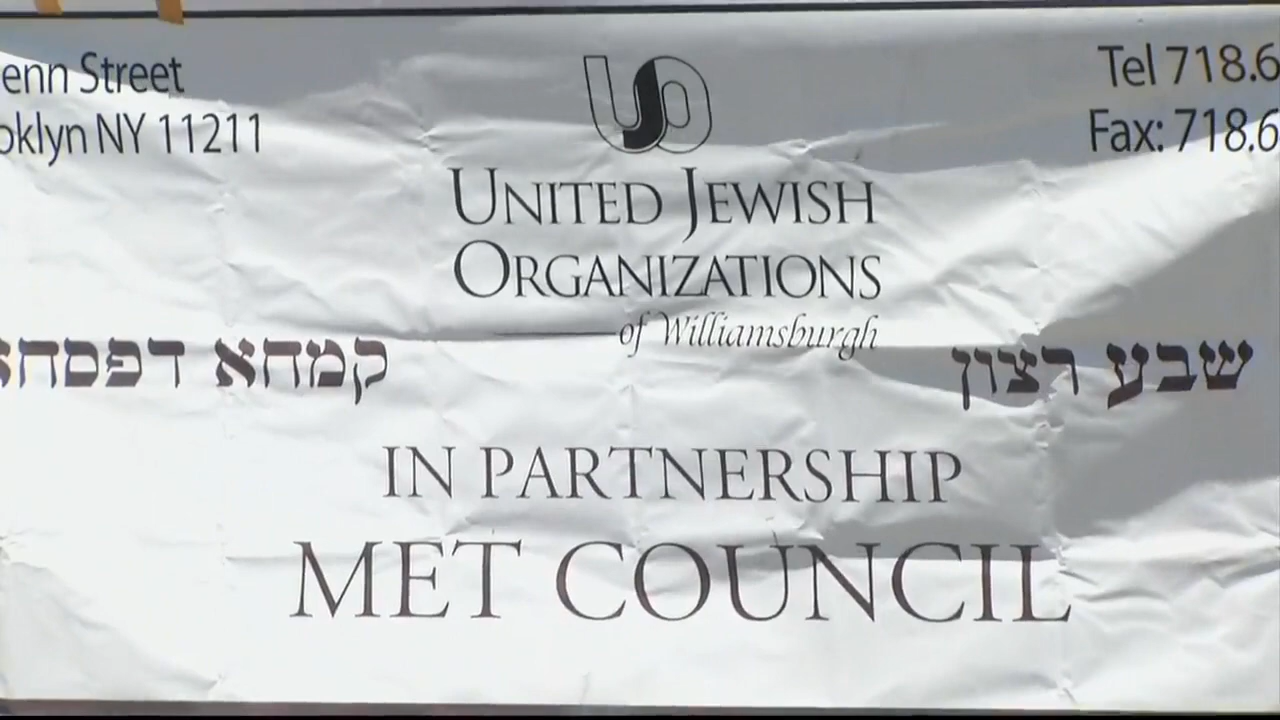 enn Street
oklyn NY 11211
Tel 718.6
Fax: 718.6
UJO
UNITED JEWISH
ORGANIZATIONS
of Williamsburgh
שבע רצון
קמחא דפסחא
IN PARTNERSHIP
MET COUNCIL